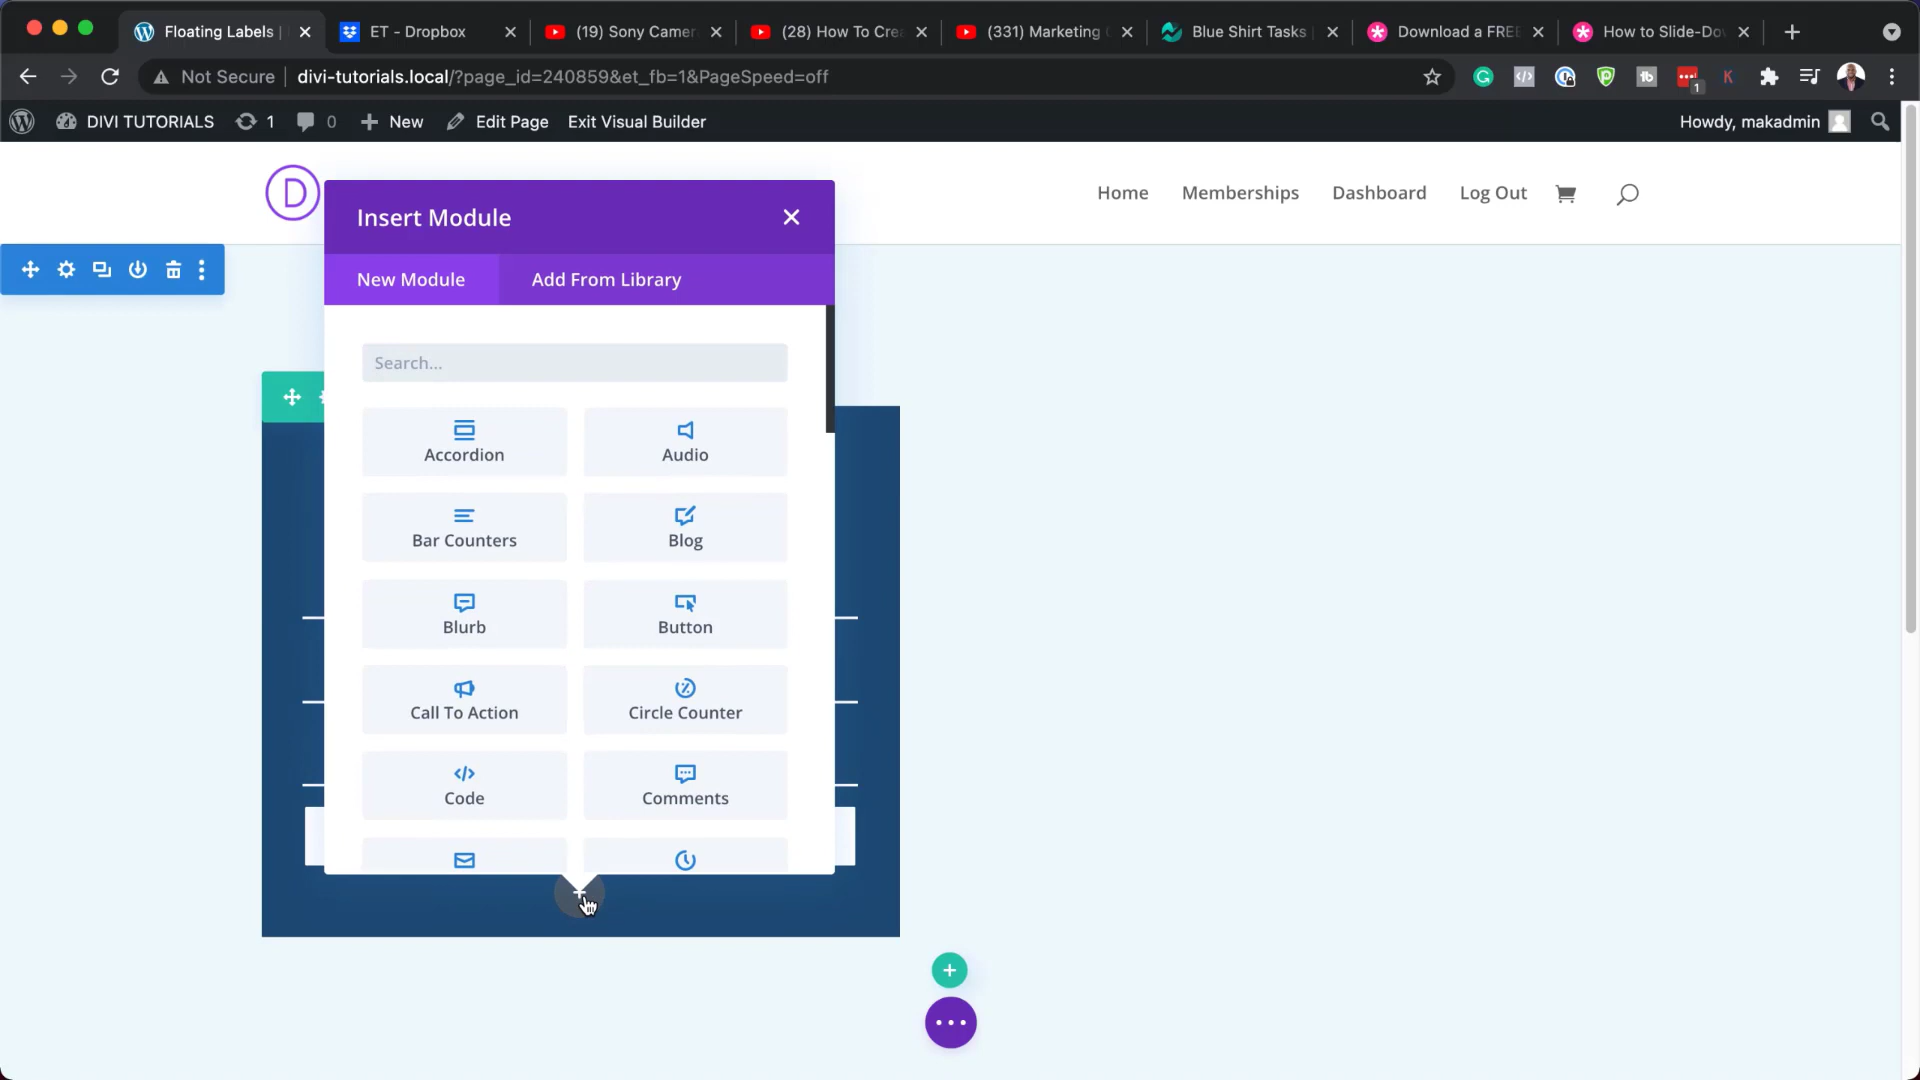 Floating Labels |
ET - Dropbox
(19) Sony Camer
(28) How To Crea
(331) Marketing
Blue Shirt Tasks |
Download a FREE
How to Slide-Dov
Not Secure
divi-tutorials.local/?page_id=240859&et_fb=1&PageSpeed=off
1
DIVI TUTORIALS
1
0
New
Edit Page
Exit Visual Builder
Howdy, makadmin
D
Insert Module
Home
Memberships
Dashboard
Log Out
New Module
Add From Library
Search...
Accordion
Audio
Bar Counters
Blog
Blurb
Button
Call To Action
Circle Counter
Code
Comments